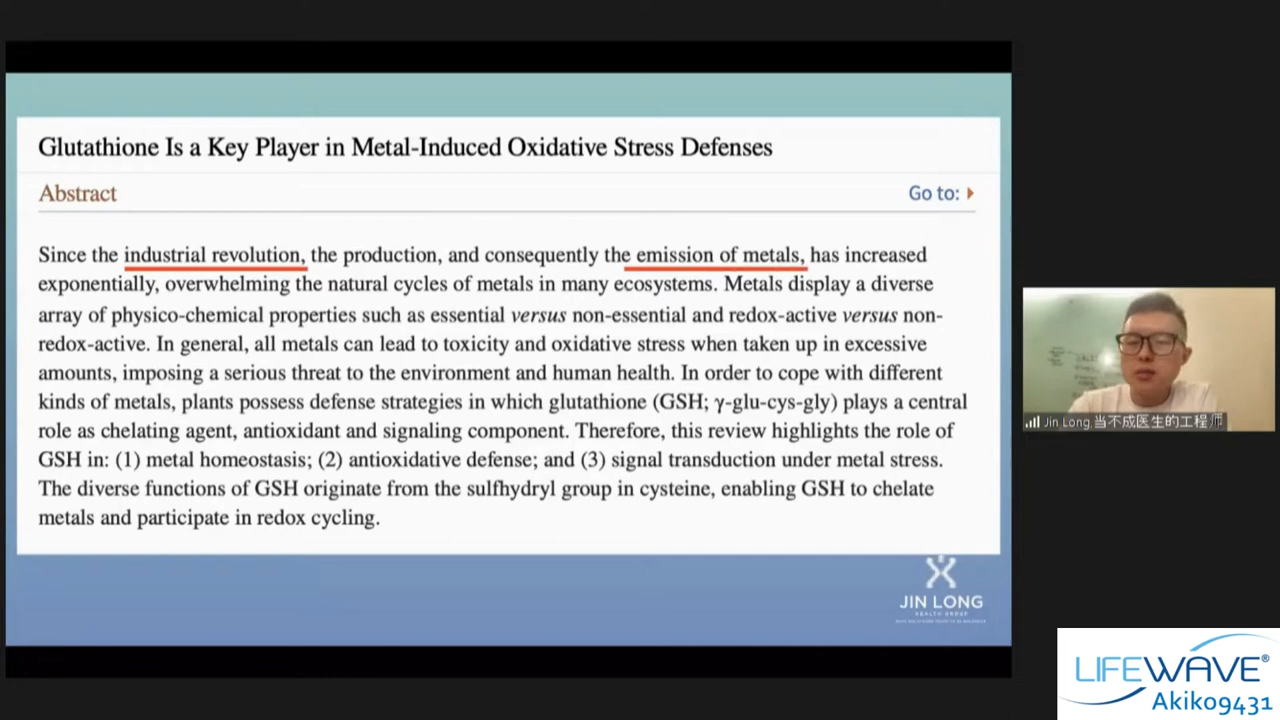 Glutathione Is a Key Player in Metal-Induced Oxidative Stress Defenses
Abstract
Go to:
Since the industrial revolution, the production, and consequently the emission of metals, has increased
exponentially, overwhelming the natural cycles of metals in many ecosystems. Metals display a diverse
array of physico-chemical properties such as essential versus non-essential and redox-active versus non-
redox-active. In general, all metals can lead to toxicity and oxidative stress when taken up in excessive
amounts, imposing a serious threat to the environment and human health. In order to cope with different
kinds of metals, plants possess defense strategies in which glutathione (GSH; γ-glu-cys-gly) plays a central
role as chelating agent, antioxidant and signaling component. Therefore, this review highlights the role of
GSH in: (1) metal homeostasis; (2) antioxidative defense; and (3) signal transduction under metal stress.
The diverse functions of GSH originate from the sulfhydryl group in cysteine, enabling GSH to chelate
metals and participate in redox cycling.
JIN LONG
HEALTH GROUP
Jin Long 当不成医生的工程师
LIFEWAVE®
Akiko9431